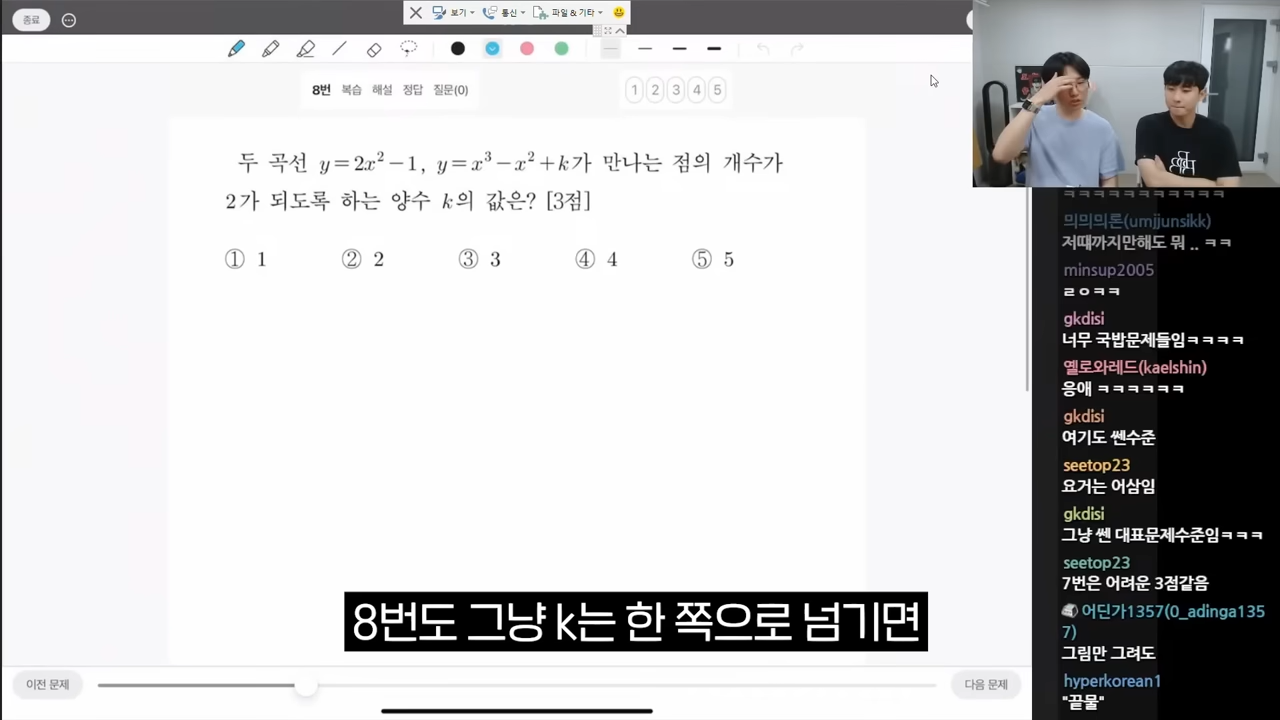 종료
보기
통신
파일 & 기타
8번 복습 해설 정답 질문(0)
1 2 3 4 5
두 곡선 y=2x²-1, y=x³-x²+k가 만나는 점의 개수가
2가 되도록 하는 양수 k의 값은? [3점]
① 1 ② 2 ③ 3 ④ 4 ⑤ 5
ㅋㅋㅋㅋㅋㅋㅋㅋㅋㅋㅋ
믜믜믜론(umjjunsikk)
저때까지만해도 뭐 .. ㅋㅋ
minsup2005
ㄹㅇㅋㅋ
gkdisi
너무 국밥문제들임ㅋㅋㅋㅋ
옐로와레드(kaelshin)
응애 ㅋㅋㅋㅋㅋㅋ
gkdisi
여기도 쎈수준
seetop23
요거는 어삼임
gkdisi
그냥 쎈 대표문제수준임ㅋㅋㅋ
seetop23
7번은 어려운 3점같음
어딘가1357(0_adinga135
7)
그림만 그려도
hyperkorean1
"끝물"
8번도 그냥 k는 한 쪽으로 넘기면
이전 문제
다음 문제